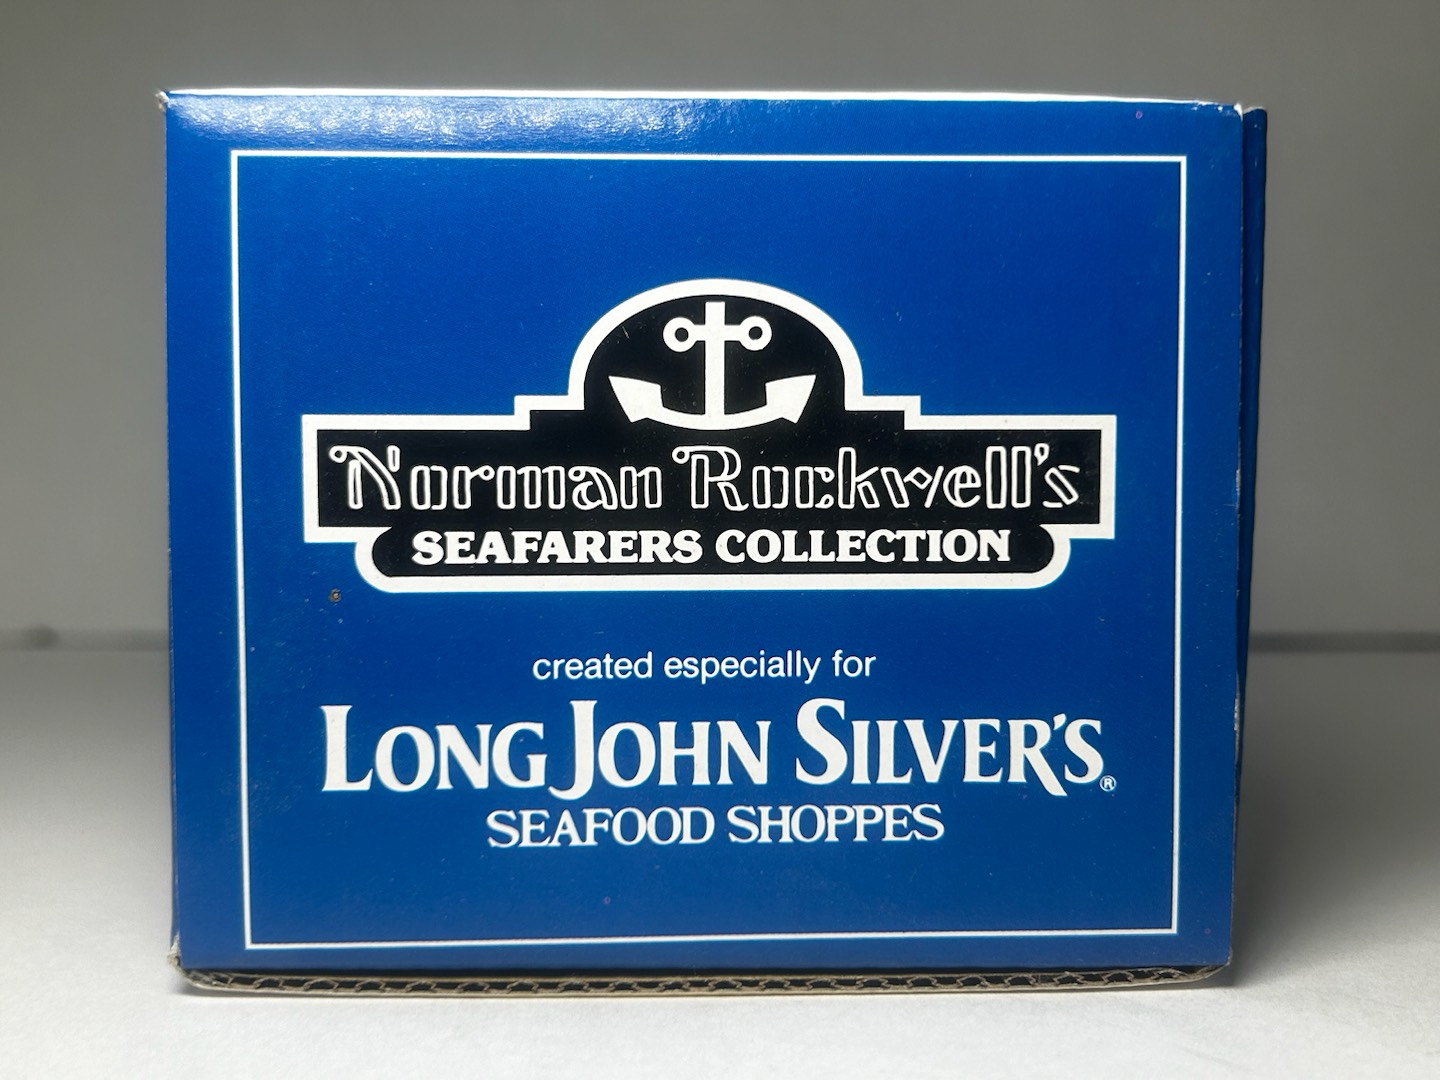 Norman Rockwell's
SEAFARERS COLLECTION
created especially for
LONG JOHN SILVER'S®
SEAFOOD SHOPPES